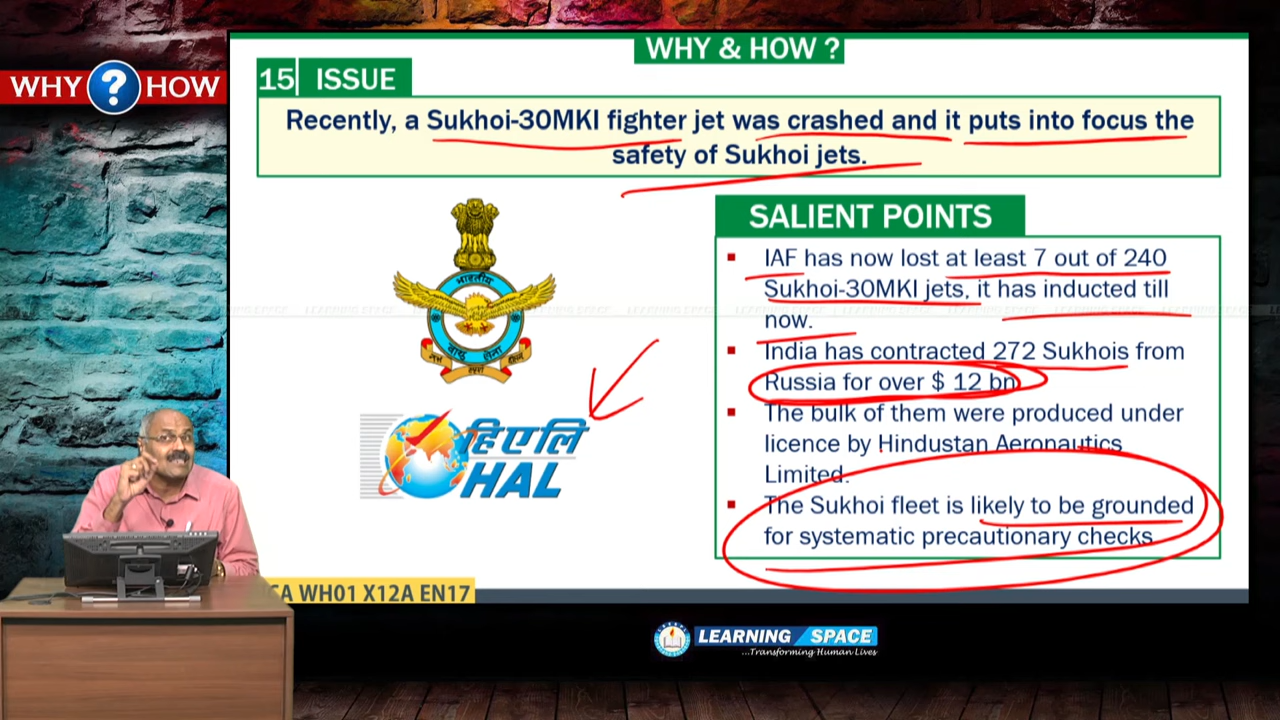 WHY & HOW ?
WHY ? HOW
15 ISSUE
Recently, a Sukhoi-30MKI fighter jet was crashed and it puts into focus the
safety of Sukhoi jets.
SALIENT POINTS
IAF has now lost at least 7 out of 240
Sukhoi-30MKI jets, it has inducted till
now.
India has contracted 272 Sukhois from
Russia for over $ 12 bn
The bulk of them were produced under
licence by Hindustan Aeronautics
Limited.
The Sukhoi fleet is likely to be grounded
for systematic precautionary checks
भारतीय
वायु सेना
हिएलि
HAL
CA WH01 X12A EN17
LEARNING SPACE
...Transforming Human Lives